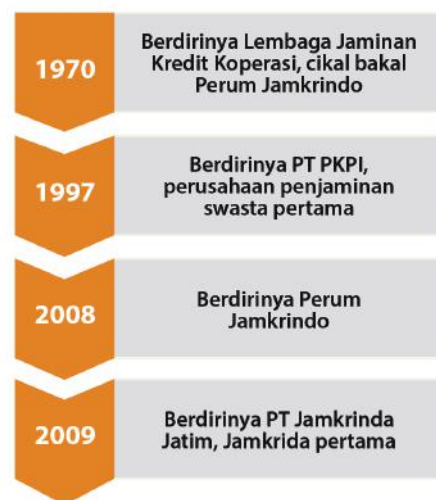 1970
Berdirinya Lembaga Jaminan
Kredit Koperasi, cikal bakal
Perum Jamkrindo
1997
Berdirinya PT PKPI,
perusahaan penjaminan
swasta pertama
2008
Berdirinya Perum
Jamkrindo
2009
Berdirinya PT Jamkrinda
Jatim, Jamkrida pertama